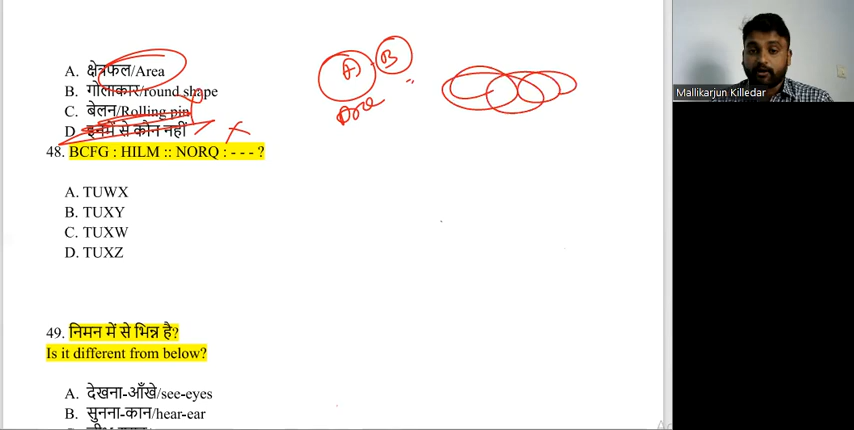 A. क्षेत्रफल/Area
B. गोलाकार/round shape
C. बेलन/Rolling pin
D. इनमें से कोन नहीं
A
B
48. BCFG : HILM :: NORQ : - - - ?
A. TUWX
B. TUXY
C. TUXW
D. TUXZ
49. निमन में से भिन्न है?
Is it different from below?
A. देखना-आँखे/see-eyes
B. सुनना-कान/hear-ear
Mallikarjun Killedar